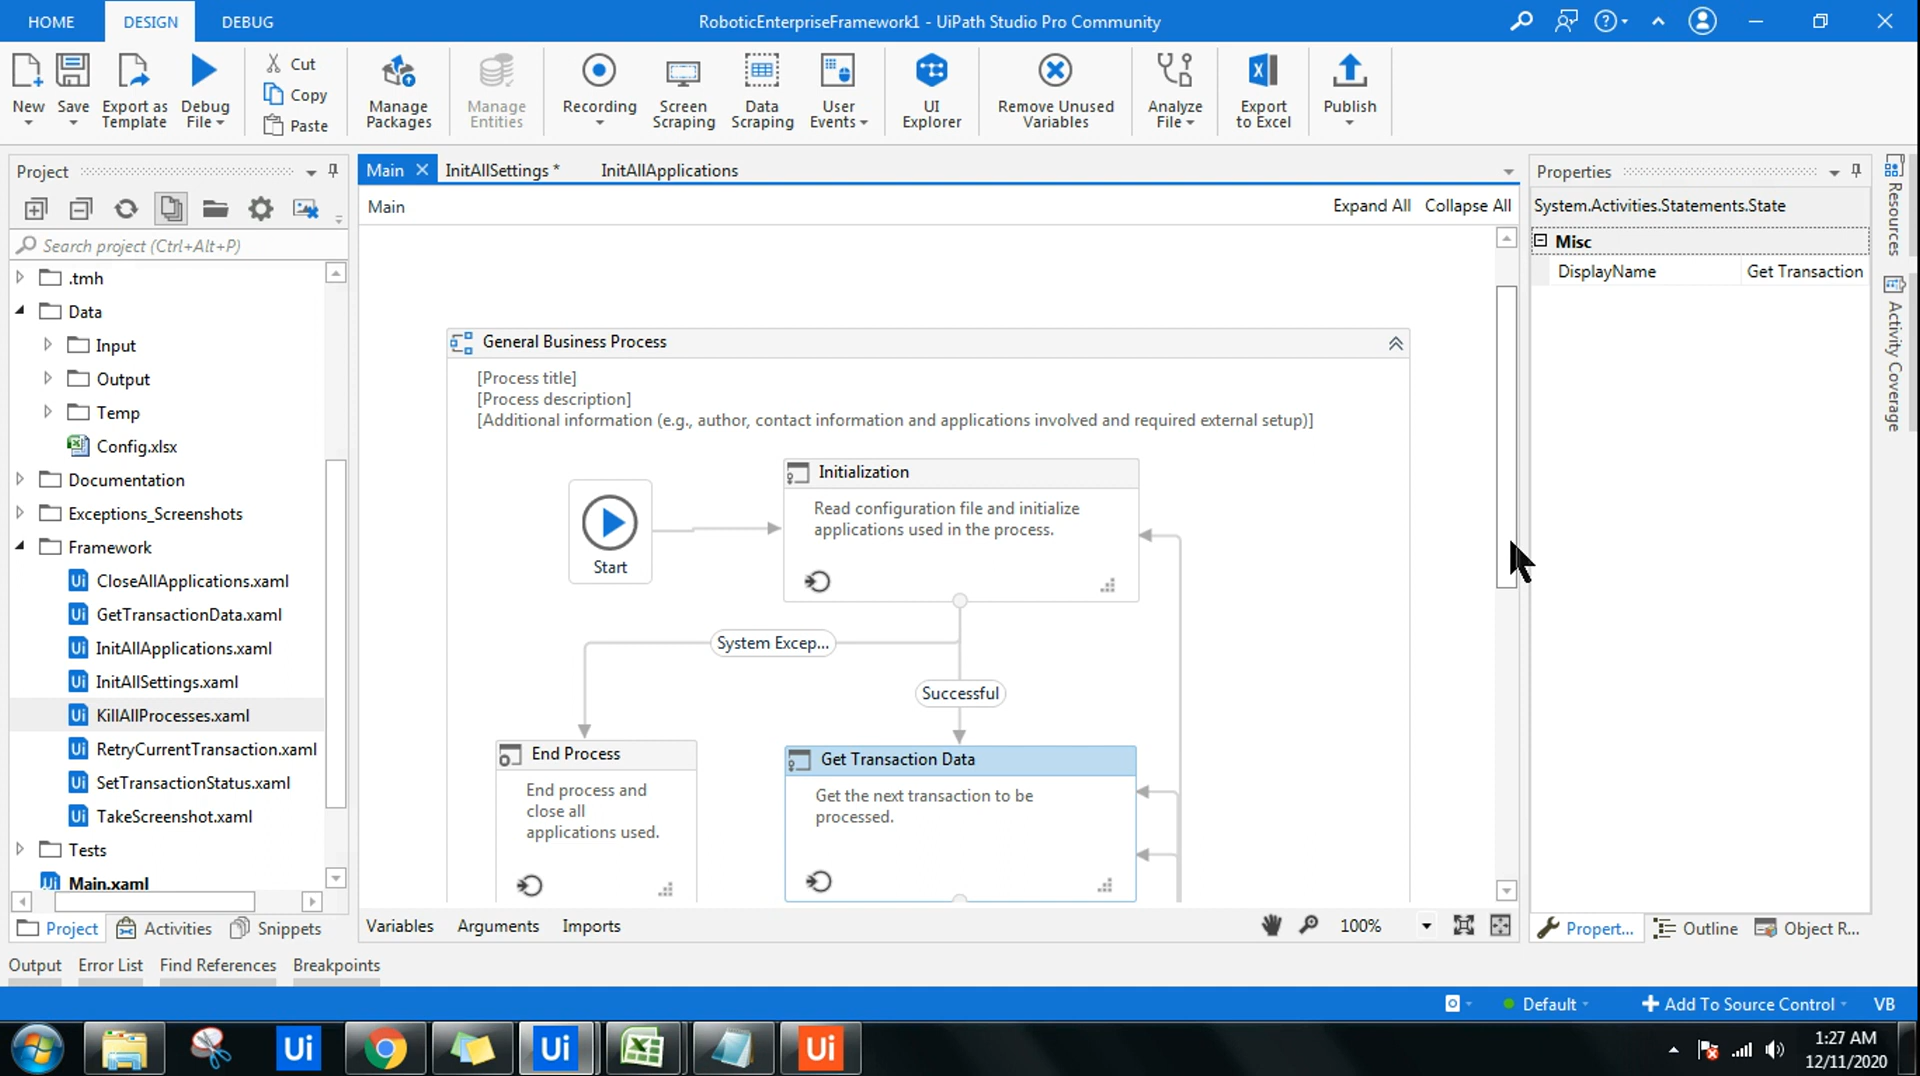 HOME
DESIGN
DEBUG
RoboticEnterpriseFramework1 - UiPath Studio Pro Community
New
Save
Export as
Template
Debug
File
Cut
Copy
Paste
Manage
Packages
Manage
Entities
Recording
Screen
Scraping
Data
Scraping
User
Events
UI
Explorer
Remove Unused
Variables
Analyze
File
Export
to Excel
Publish
Project
Search project (Ctrl+Alt+P)
.tmh
Data
Input
Output
Temp
Config.xlsx
Documentation
Exceptions_Screenshots
Framework
CloseAllApplications.xaml
GetTransactionData.xaml
InitAllApplications.xaml
InitAllSettings.xaml
KillAllProcesses.xaml
RetryCurrentTransaction.xaml
SetTransactionStatus.xaml
TakeScreenshot.xaml
Tests
Main.xaml
Project
Activities
Snippets
Main
InitAllSettings *
InitAllApplications
Main
Expand All
Collapse All
General Business Process
[Process title]
[Process description]
[Additional information (e.g., author, contact information and applications involved and required external setup)]
Start
Initialization
Read configuration file and initialize
applications used in the process.
System Excep...
Successful
End Process
End process and
close all
applications used.
Get Transaction Data
Get the next transaction to be
processed.
Variables
Arguments
Imports
100%
Properties
System.Activities.Statements.State
Misc
DisplayName
Get Transaction
Propert...
Outline
Object R...
Resources
Activity Coverage
Output
Error List
Find References
Breakpoints
Default
Add To Source Control
VB
Ui
Ui
Ui
1:27 AM
12/11/2020